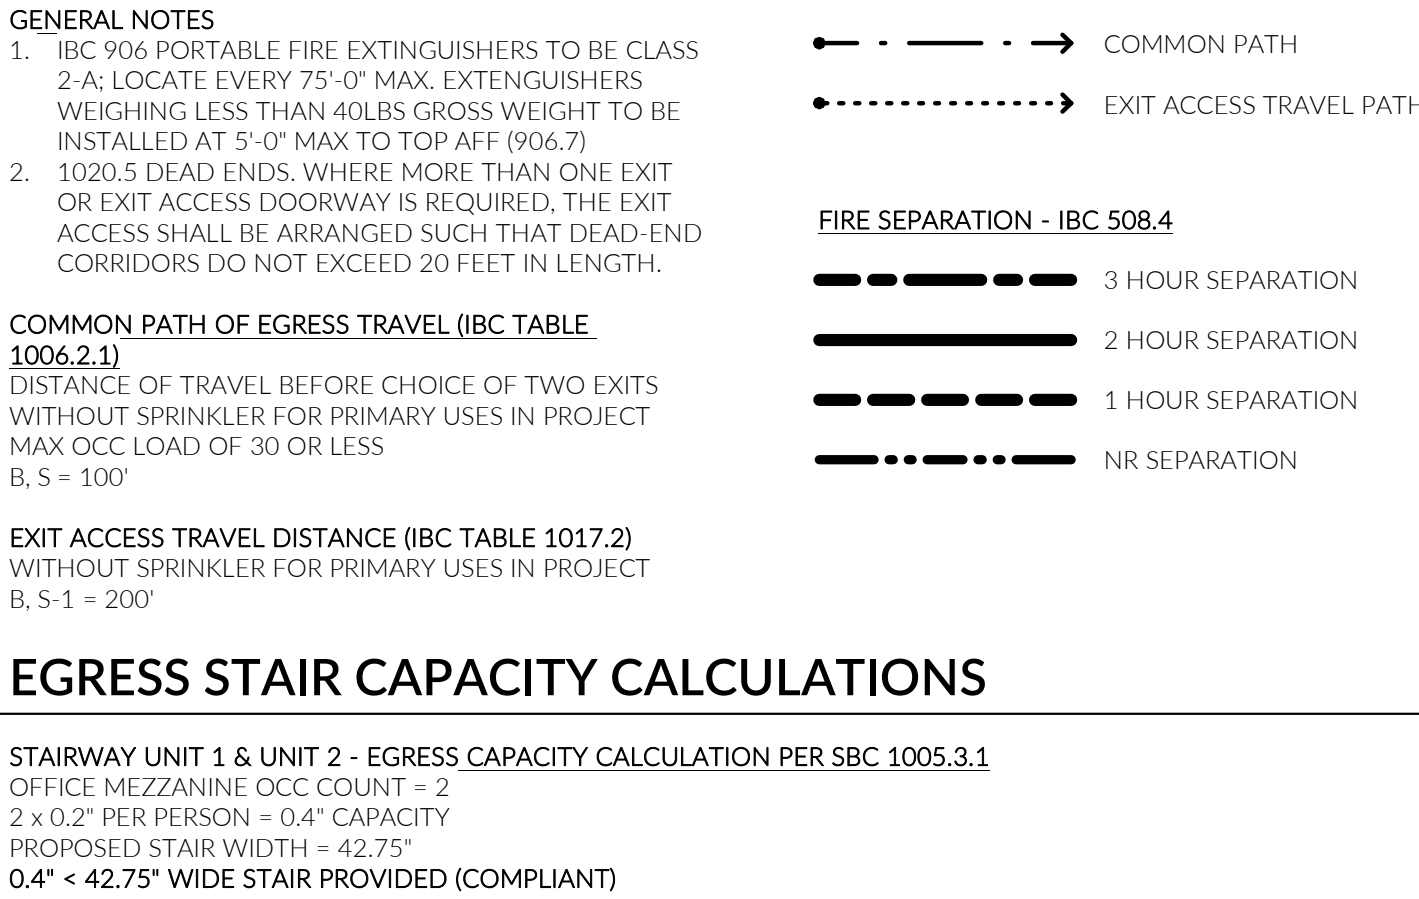 GENERAL NOTES
1. IBC 906 PORTABLE FIRE EXTINGUISHERS TO BE CLASS
2-A; LOCATE EVERY 75'-0" MAX. EXTENGUISHERS
WEIGHING LESS THAN 40LBS GROSS WEIGHT TO BE
INSTALLED AT 5'-0" MAX TO TOP AFF (906.7)
2. 1020.5 DEAD ENDS. WHERE MORE THAN ONE EXIT
OR EXIT ACCESS DOORWAY IS REQUIRED, THE EXIT
ACCESS SHALL BE ARRANGED SUCH THAT DEAD-END
CORRIDORS DO NOT EXCEED 20 FEET IN LENGTH.
COMMON PATH OF EGRESS TRAVEL (IBC TABLE
1006.2.1)
DISTANCE OF TRAVEL BEFORE CHOICE OF TWO EXITS
WITHOUT SPRINKLER FOR PRIMARY USES IN PROJECT
MAX OCC LOAD OF 30 OR LESS
B, S = 100'
EXIT ACCESS TRAVEL DISTANCE (IBC TABLE 1017.2)
WITHOUT SPRINKLER FOR PRIMARY USES IN PROJECT
B, S-1 = 200'
COMMON PATH
EXIT ACCESS TRAVEL PATH
FIRE SEPARATION - IBC 508.4
3 HOUR SEPARATION
2 HOUR SEPARATION
1 HOUR SEPARATION
NR SEPARATION
EGRESS STAIR CAPACITY CALCULATIONS
STAIRWAY UNIT 1 & UNIT 2 - EGRESS CAPACITY CALCULATION PER SBC 1005.3.1
OFFICE MEZZANINE OCC COUNT = 2
2 x 0.2" PER PERSON = 0.4" CAPACITY
PROPOSED STAIR WIDTH = 42.75"
0.4" < 42.75" WIDE STAIR PROVIDED (COMPLIANT)